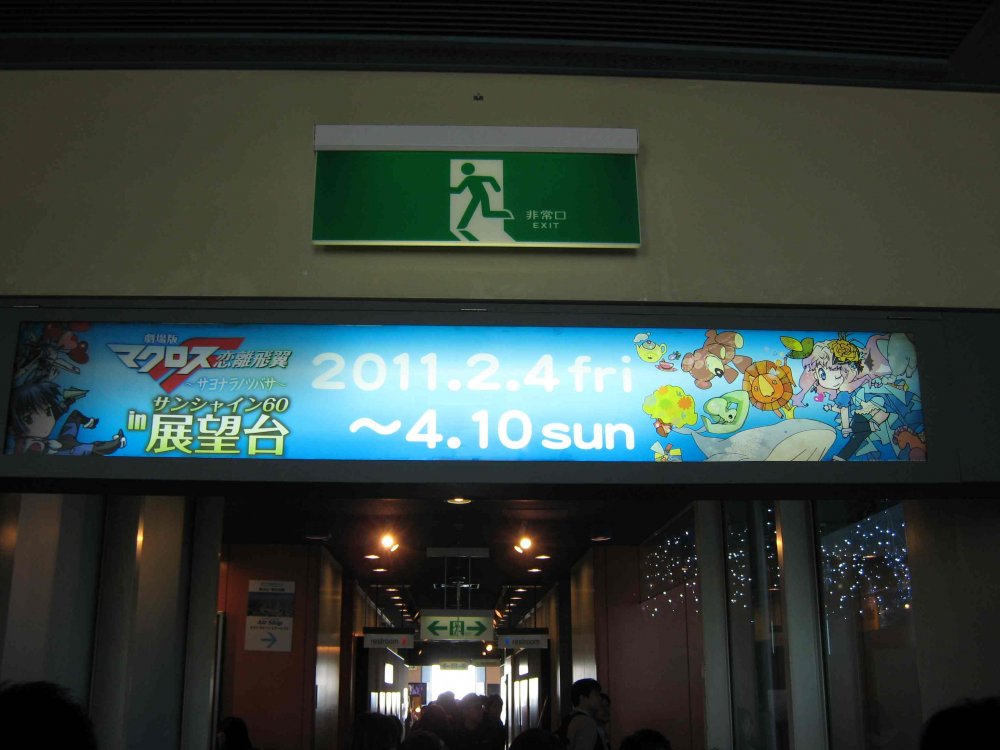 非常口
EXIT
劇場版
マクロスF 恋離飛翼
～サヨナラノツバサ～
サンシャイン60
in 展望台
2011.2.4 fri
～4.10 sun
restroom
restroom
Air Ship